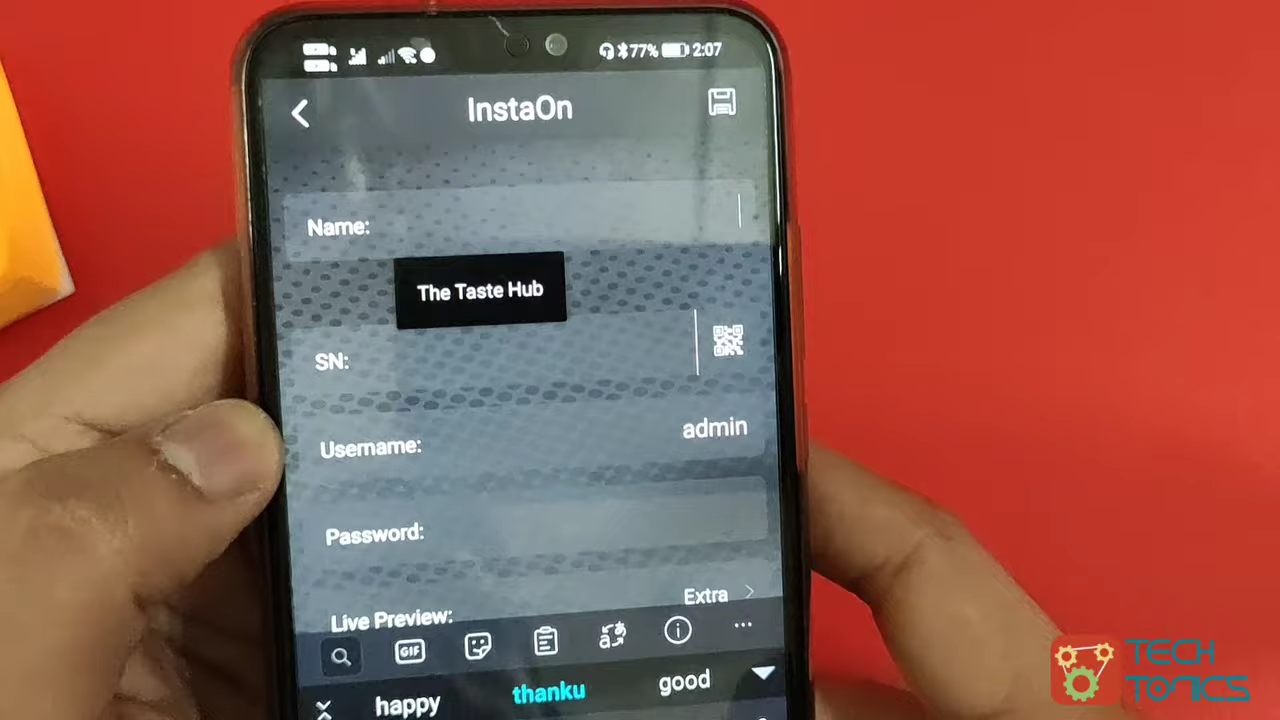 77% 2:07
InstaOn
Name:
The Taste Hub
SN:
Username: admin
Password:
Live Preview: Extra
GIF
happy thanku good
TECH
TONICS